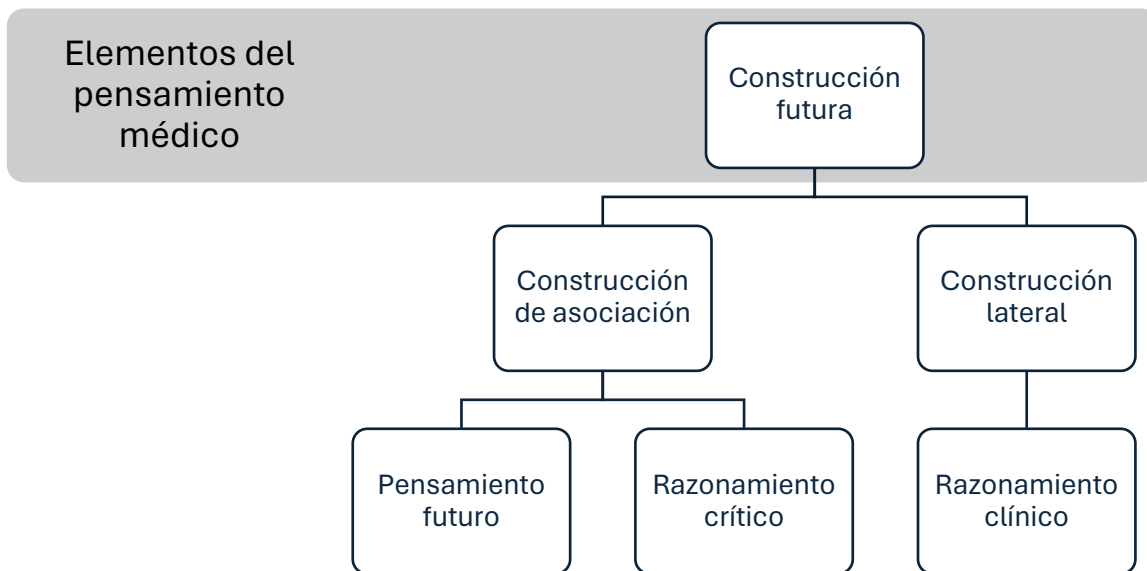 Elementos del
pensamiento
médico
Construcción
futura
Construcción
de asociación
Construcción
lateral
Pensamiento
futuro
Razonamiento
crítico
Razonamiento
clínico